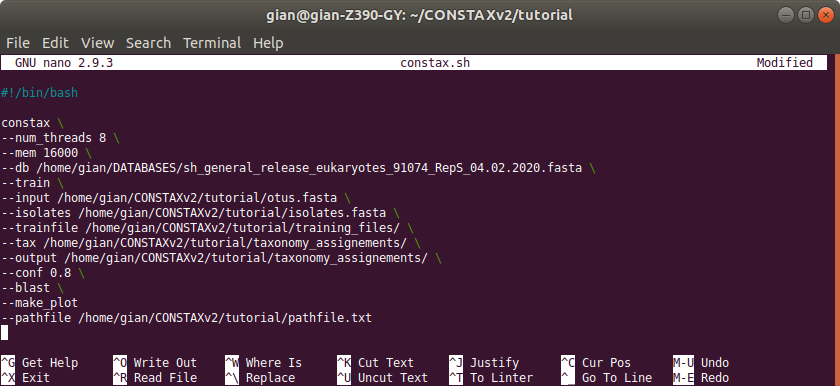 gian@gian-Z390-GY: ~/CONSTAXv2/tutorial
File Edit View Search Terminal Help
GNU nano 2.9.3 constax.sh Modified
#!/bin/bash
constax \
--num_threads 8 \
--mem 16000 \
--db /home/gian/DATABASES/sh_general_release_eukaryotes_91074_RepS_04.02.2020.fasta \
--train \
--input /home/gian/CONSTAXv2/tutorial/otus.fasta \
--isolates /home/gian/CONSTAXv2/tutorial/isolates.fasta \
--trainfile /home/gian/CONSTAXv2/tutorial/training_files/ \
--tax /home/gian/CONSTAXv2/tutorial/taxonomy_assignements/ \
--output /home/gian/CONSTAXv2/tutorial/taxonomy_assignements/ \
--conf 0.8 \
--blast \
--make_plot
--pathfile /home/gian/CONSTAXv2/tutorial/pathfile.txt
^G Get Help ^O Write Out ^W Where Is ^K Cut Text ^J Justify ^C Cur Pos M-U Undo
^X Exit ^R Read File ^\ Replace ^U Uncut Text ^T To Linter ^_ Go To Line M-E Redo